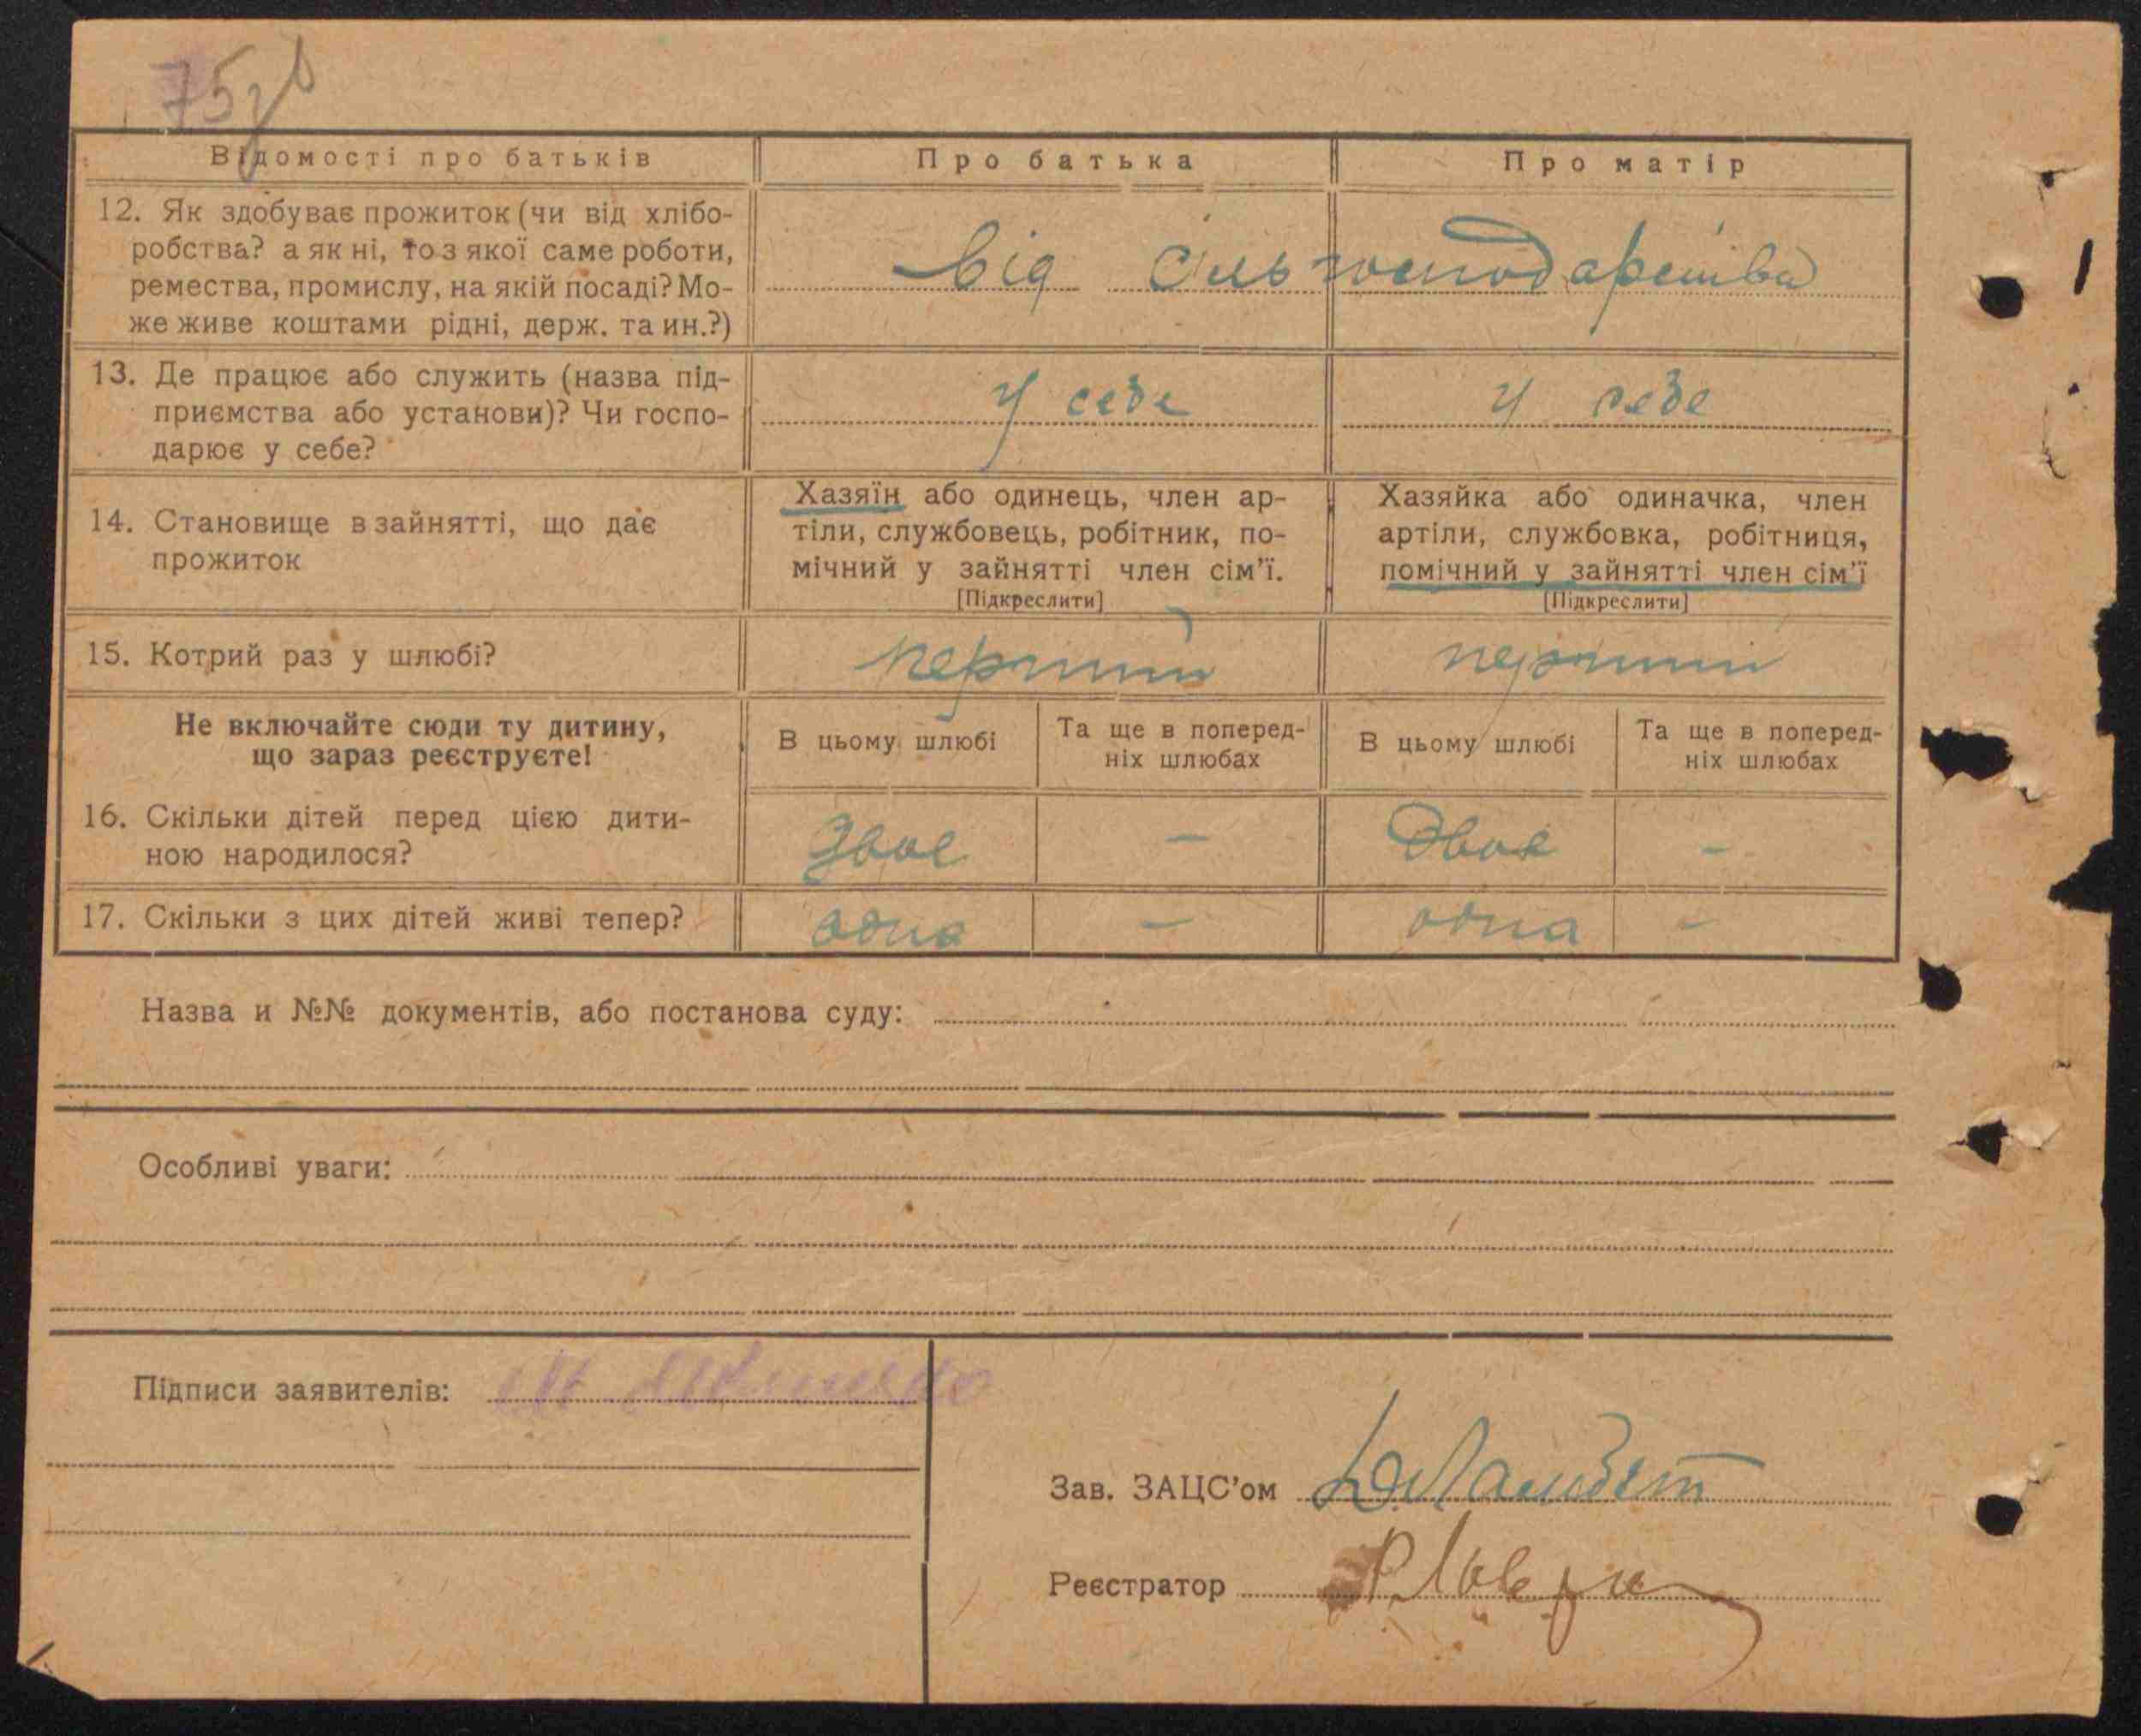 75зв
Відомості про батьків Про батька Про матір
12. Як здобуває прожиток (чи від хлібо-
робства? а як ні, то з якої саме роботи,
ремества, промислу, на якій посаді? Мо-
же живе коштами рідні, держ. та ин.?)
від сільгосподарства
13. Де працює або служить (назва під-
приємства або установи)? Чи госпо-
дарює у себе?
У себе У себе
14. Становище в зайнятті, що дає
прожиток
Хазяїн або одинець, член ар-
тіли, службовець, робітник, по-
мічний у зайнятті член сім'ї.
[Підкреслити]
Хазяйка або одиначка, член
артіли, службовка, робітниця,
помічний у зайнятті член сім'ї
[Підкреслити]
15. Котрий раз у шлюбі? перший перший
Не включайте сюди ту дитину,
що зараз реєструєте!
В цьому шлюбі
Та ще в поперед-
ніх шлюбах
В цьому шлюбі
Та ще в поперед-
ніх шлюбах
16. Скільки дітей перед цією дити-
ною народилося?
Двоє - Двоє -
17. Скільки з цих дітей живі тепер? одна - одна -
Назва и №№ документів, або постанова суду:
Особливі уваги:
Підписи заявителів:
Зав. ЗАЦС'ом
Реєстратор